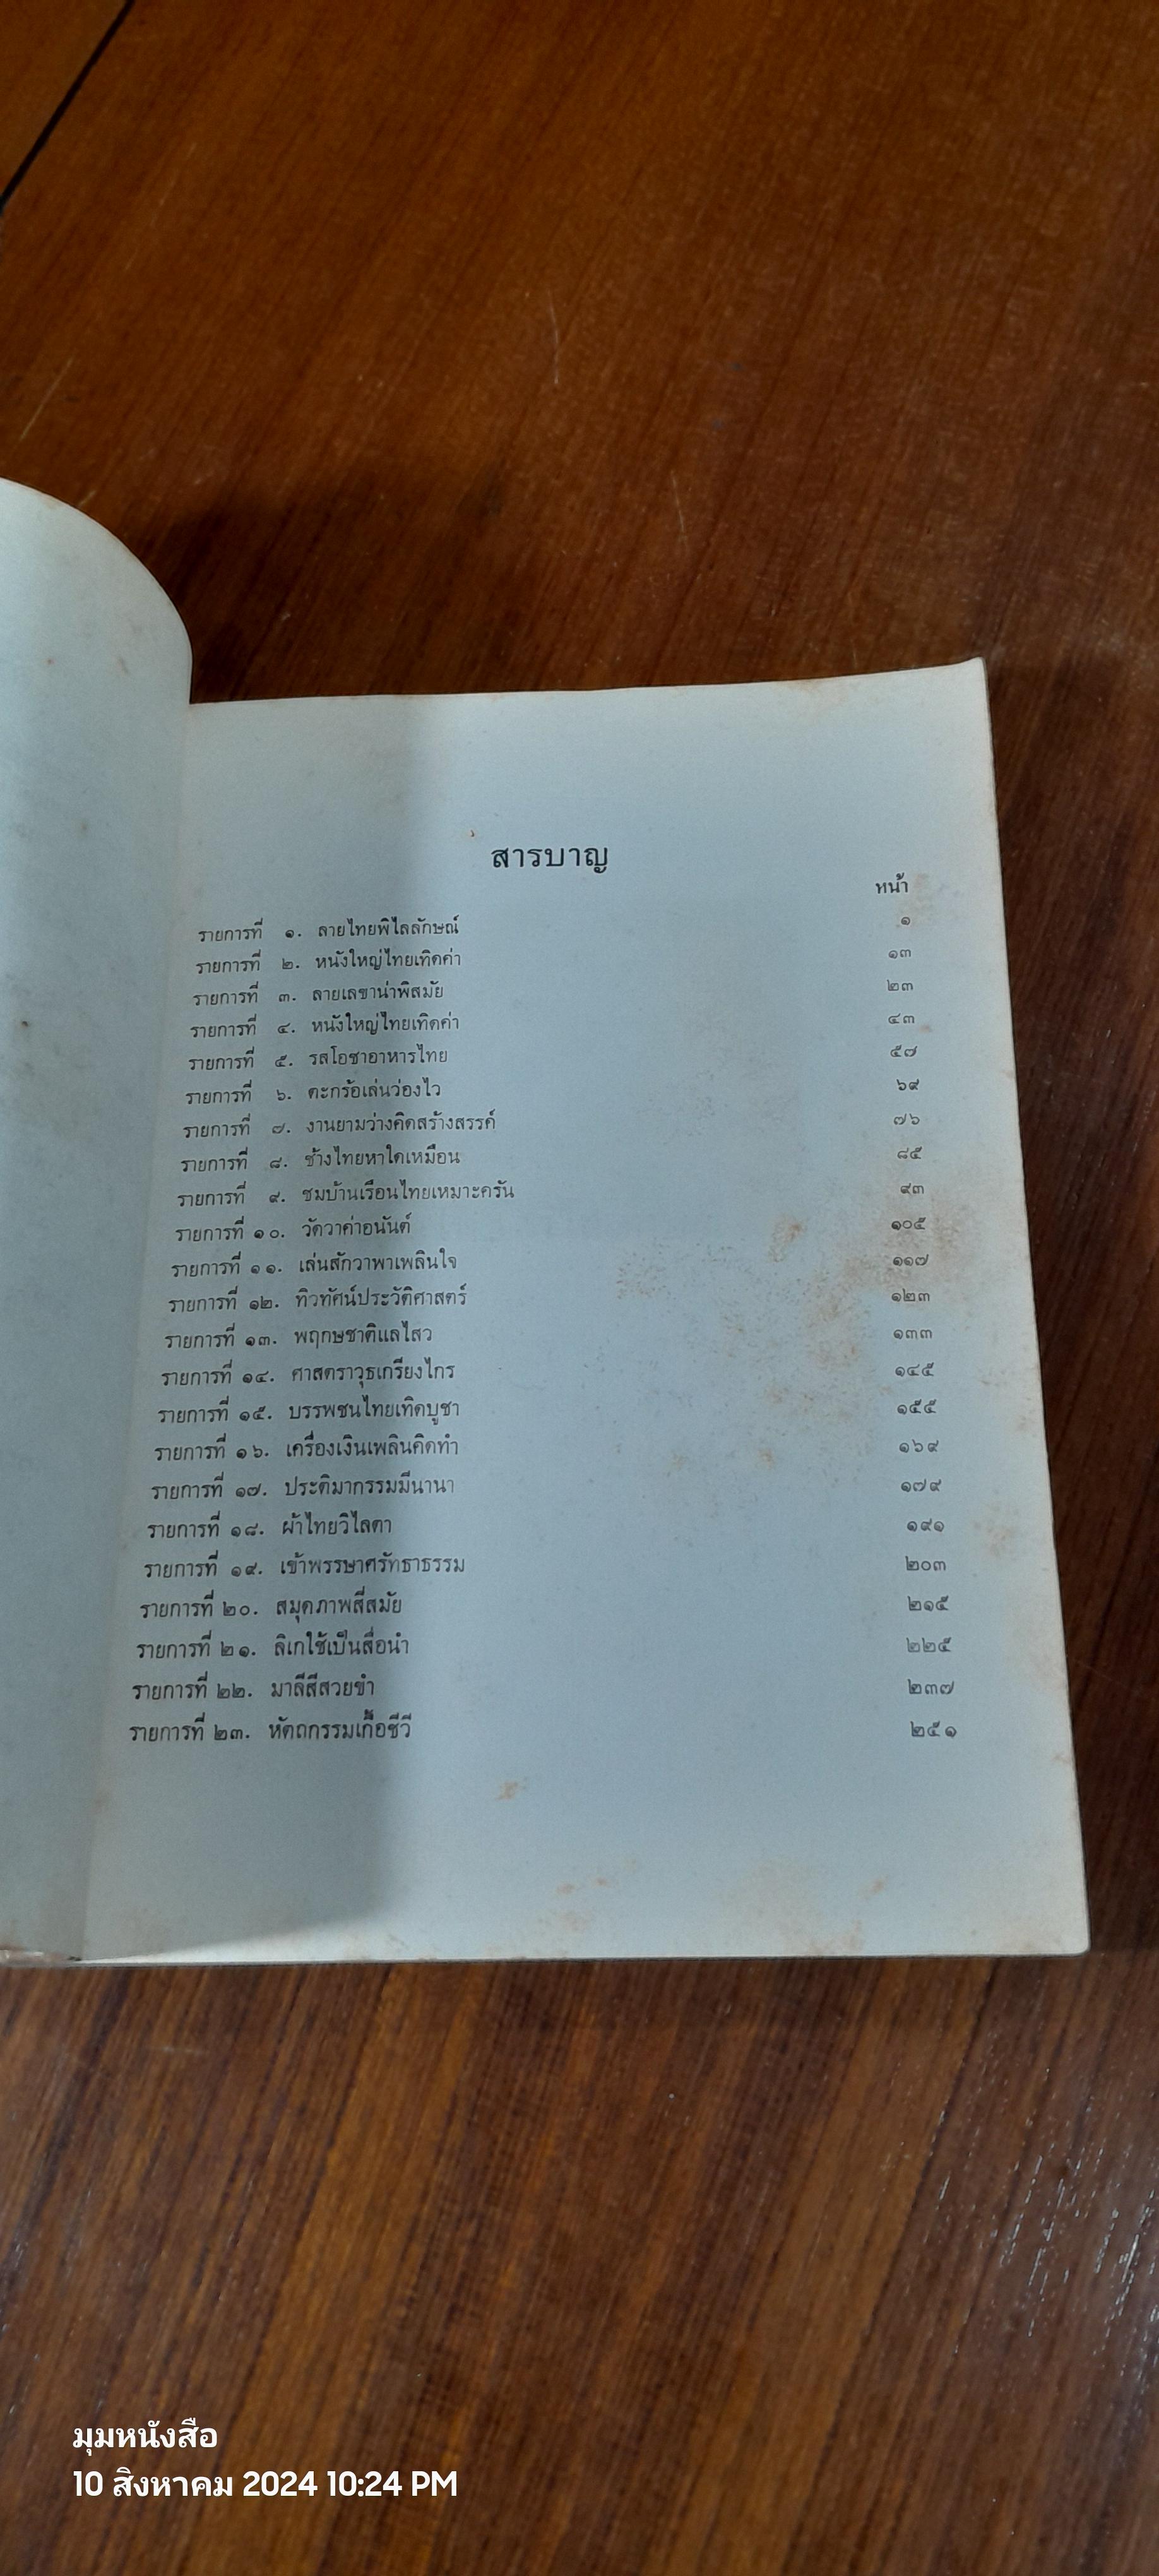 สารบาญ
หน้า
รายการที่ ๑. ลายไทยพิไลลักษณ์ ๑
รายการที่ ๒. หนังใหญ่ไทยเทิดค่า ๑๓
รายการที่ ๓. ลายเลขาน่าพิสมัย ๒๓
รายการที่ ๔. หนังใหญ่ไทยเทิดค่า ๔๓
รายการที่ ๕. รสโอชาอาหารไทย ๕๗
รายการที่ ๖. ตะกร้อเล่นว่องไว ๖๙
รายการที่ ๗. งานยามว่างคิดสร้างสรรค์ ๗๖
รายการที่ ๘. ช้างไทยหาใดเหมือน ๘๕
รายการที่ ๙. ชมบ้านเรือนไทยเหมาะครัน ๙๓
รายการที่ ๑๐. วัดวาค่าอนันต์ ๑๐๕
รายการที่ ๑๑. เล่นสักวาพาเพลินใจ ๑๑๗
รายการที่ ๑๒. ทิวทัศน์ประวัติศาสตร์ ๑๒๓
รายการที่ ๑๓. พฤกษชาติแลไสว ๑๓๓
รายการที่ ๑๔. ศาสตราวุธเกรียงไกร ๑๔๕
รายการที่ ๑๕. บรรพชนไทยเทิดบูชา ๑๕๕
รายการที่ ๑๖. เครื่องเงินเพลินคิดทำ ๑๖๙
รายการที่ ๑๗. ประติมากรรมมีนานา ๑๗๙
รายการที่ ๑๘. ผ้าไทยวิไลตา ๑๙๑
รายการที่ ๑๙. เข้าพรรษาศรัทธาธรรม ๒๐๓
รายการที่ ๒๐. สมุดภาพสี่สมัย ๒๑๕
รายการที่ ๒๑. ลิเกใช้เป็นสื่อนำ ๒๒๕
รายการที่ ๒๒. มาลีสีสวยขำ ๒๓๗
รายการที่ ๒๓. หัตถกรรมเกื้อชีวี ๒๕๑
มุมหนังสือ
10 สิงหาคม 2024 10:24 PM